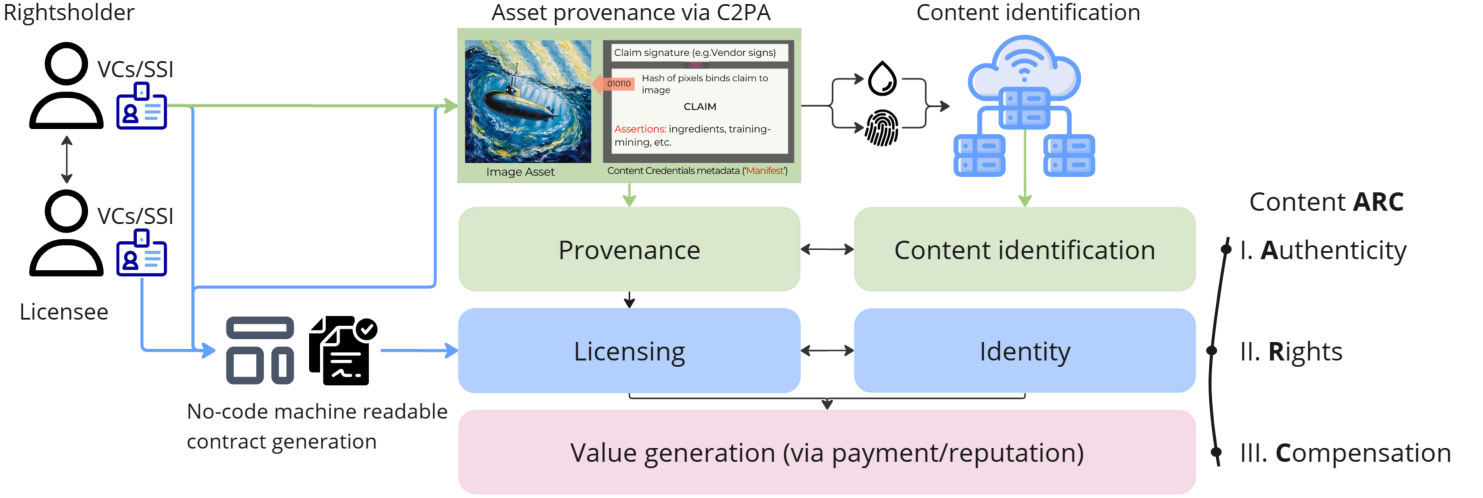 Rightsholder
Asset provenance via C2PA
Content identification
VCs/SSI
Claim signature (e.g.Vendor signs)
010110
Hash of pixels binds claim to
image
CLAIM
Assertions: ingredients, training-
mining, etc.
Image Asset
Content Credentials metadata ('Manifest')
VCs/SSI
Licensee
Content ARC
Provenance
Content identification
I. Authenticity
Licensing
Identity
II. Rights
No-code machine readable
contract generation
Value generation (via payment/reputation)
III. Compensation